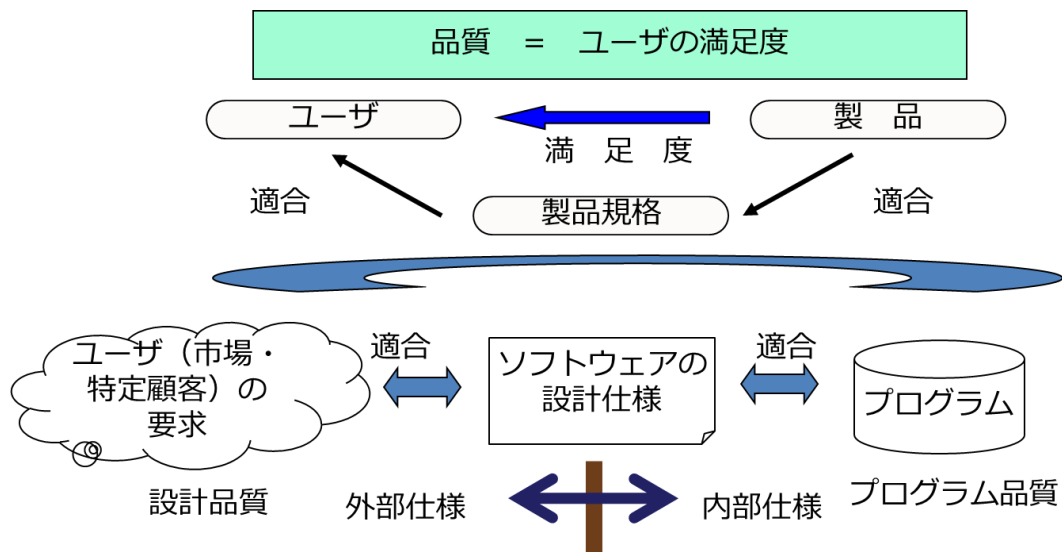 品質 = ユーザの満足度
ユーザ
製 品
満 足 度
適合
製品規格
適合
ユーザ（市場・
特定顧客）の
要求
適合
ソフトウェアの
設計仕様
適合
プログラム
設計品質
外部仕様
内部仕様
プログラム品質